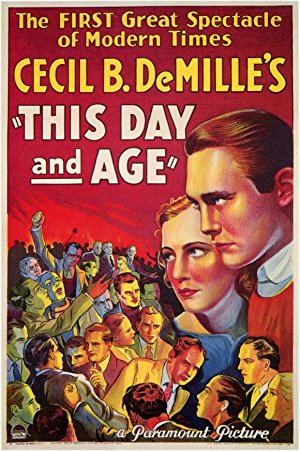 The FIRST Great Spectacle
of Modern Times
CECIL B. DeMILLE'S
"THIS DAY
and AGE"
a Paramount Picture